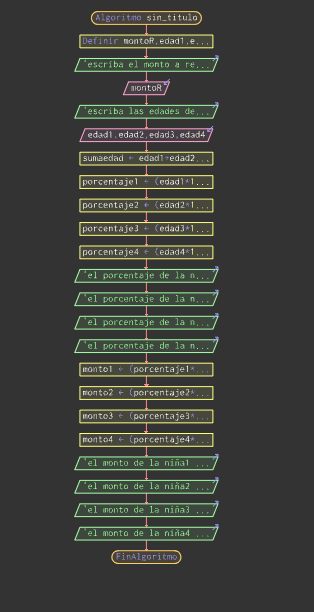 Algoritmo sin_titulo
Definir montoR,edad1,e...
'escriba el monto a re...
montoR
'escriba las edades de...
edad1,edad2,edad3,edad4
sumaedad ← edad1+edad2...
porcentaje1 ← (edad1*1...
porcentaje2 ← (edad2*1...
porcentaje3 ← (edad3*1...
porcentaje4 ← (edad4*1...
'el porcentaje de la n...
'el porcentaje de la n...
'el porcentaje de la n...
'el porcentaje de la n...
monto1 ← (porcentaje1*...
monto2 ← (porcentaje2*...
monto3 ← (porcentaje3*...
monto4 ← (porcentaje4*...
'el monto de la niña1 ...
'el monto de la niña2 ...
'el monto de la niña3 ...
'el monto de la niña4 ...
FinAlgoritmo